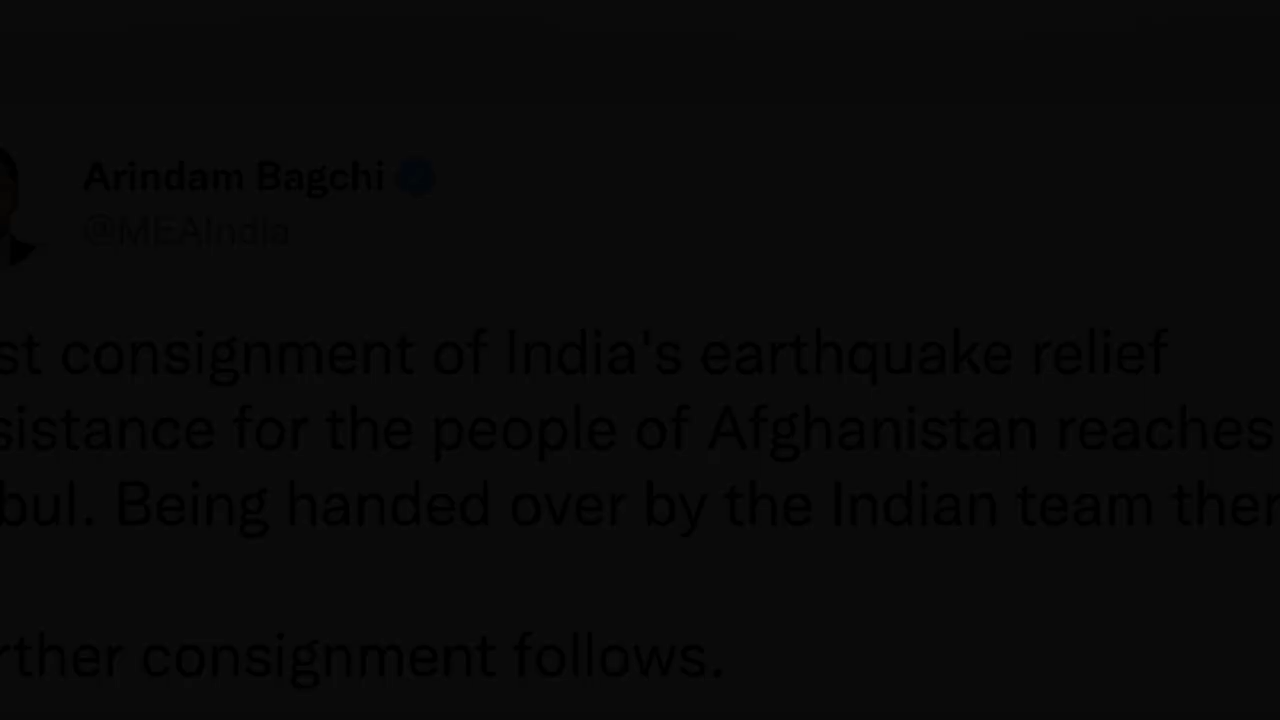 Arindam Bagchi
@MEAIndia
st consignment of India's earthquake relief
sistance for the people of Afghanistan reaches
bul. Being handed over by the Indian team ther
rther consignment follows.